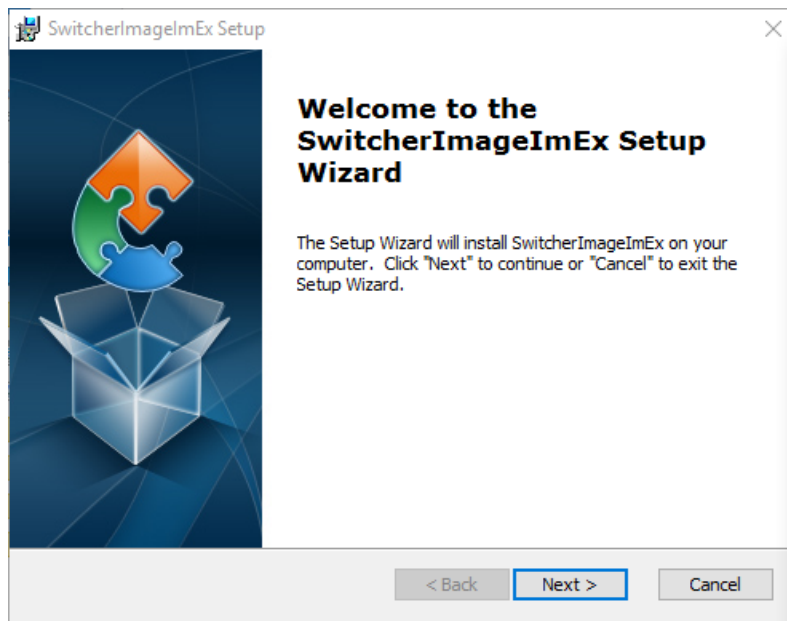 SwitcherImageImEx Setup
Welcome to the
SwitcherImageImEx Setup
Wizard
The Setup Wizard will install SwitcherImageImEx on your
computer.  Click "Next" to continue or "Cancel" to exit the
Setup Wizard.
< Back
Next >
Cancel